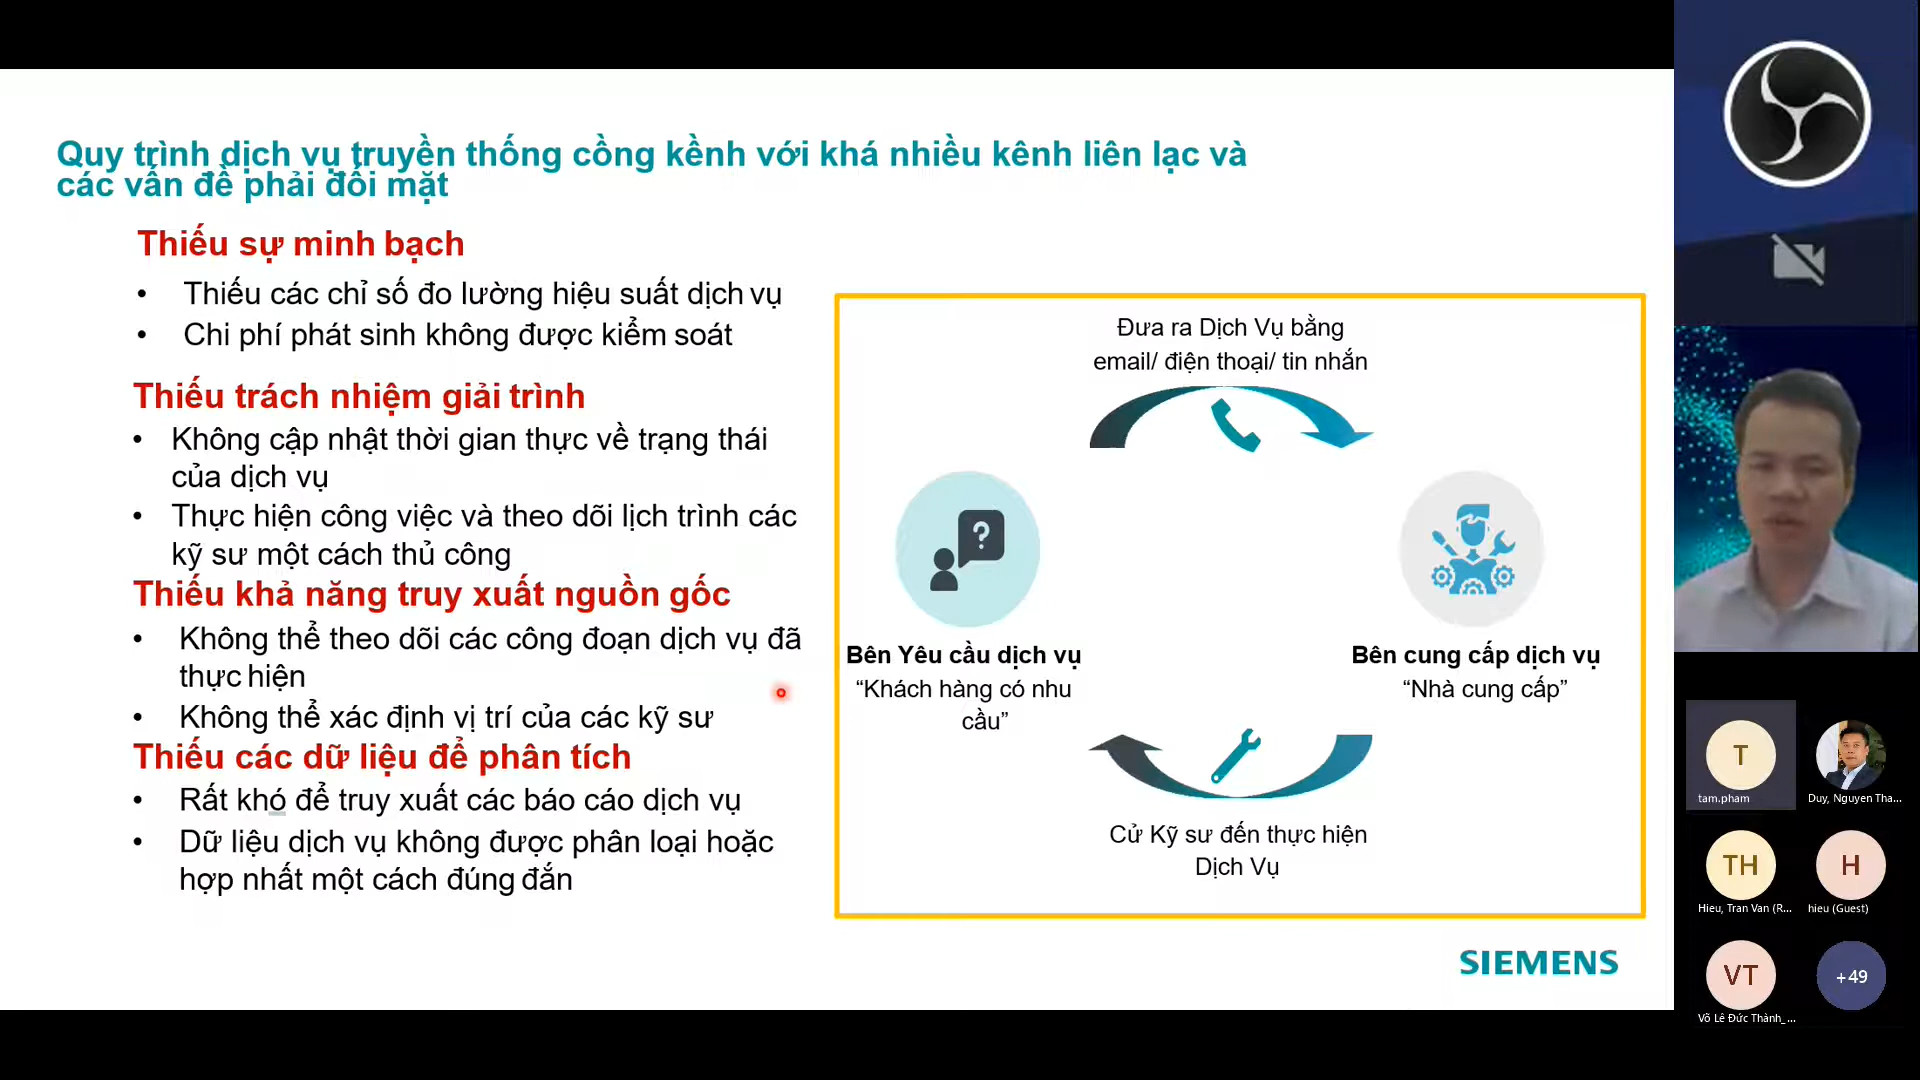 Quy trình dịch vụ truyền thống cồng kềnh với khá nhiều kênh liên lạc và
các vấn đề phải đối mặt
Thiếu sự minh bạch
• Thiếu các chỉ số đo lường hiệu suất dịch vụ
• Chi phí phát sinh không được kiểm soát
Thiếu trách nhiệm giải trình
• Không cập nhật thời gian thực về trạng thái
của dịch vụ
• Thực hiện công việc và theo dõi lịch trình các
kỹ sư một cách thủ công
Thiếu khả năng truy xuất nguồn gốc
• Không thể theo dõi các công đoạn dịch vụ đã
thực hiện
• Không thể xác định vị trí của các kỹ sư
Thiếu các dữ liệu để phân tích
• Rất khó để truy xuất các báo cáo dịch vụ
• Dữ liệu dịch vụ không được phân loại hoặc
hợp nhất một cách đúng đắn
Đưa ra Dịch Vụ bằng
email/ điện thoại/ tin nhắn
?
Bên Yêu cầu dịch vụ
“Khách hàng có nhu
cầu”
Bên cung cấp dịch vụ
“Nhà cung cấp”
Cử Kỹ sư đến thực hiện
Dịch Vụ
SIEMENS
T
tam.pham
Duy, Nguyen Tha...
TH
Hieu, Tran Van (R...
H
hieu (Guest)
VT
Võ Lê Đức Thành_...
+49